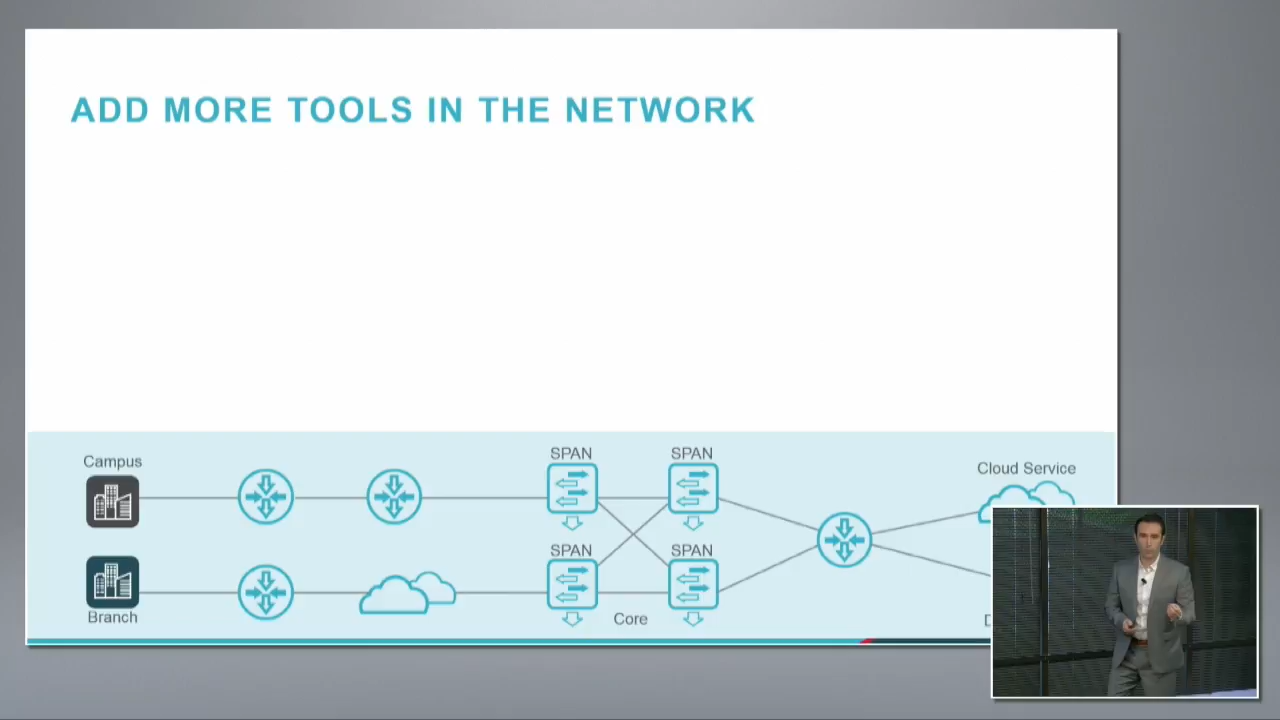 ADD MORE TOOLS IN THE NETWORK
Campus
SPAN
SPAN
Cloud Service
SPAN
SPAN
Branch
Core